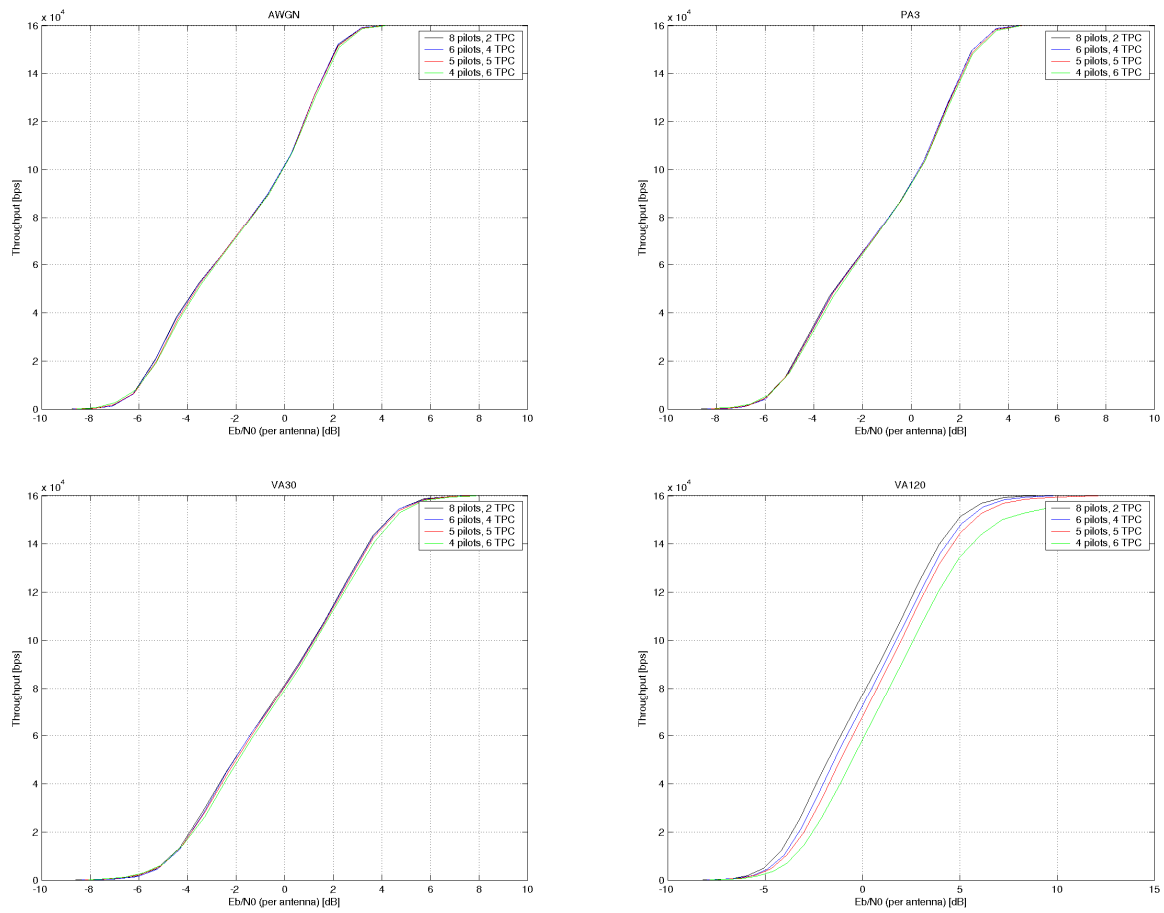 AWGN
x 10^4
8 pilots, 2 TPC
6 pilots, 4 TPC
5 pilots, 5 TPC
4 pilots, 6 TPC
16
14
12
10
8
6
4
2
0
Throughput [bps]
-10 -8 -6 -4 -2 0 2 4 6 8 10
Eb/N0 (per antenna) [dB]
PA3
x 10^4
8 pilots, 2 TPC
6 pilots, 4 TPC
5 pilots, 5 TPC
4 pilots, 6 TPC
16
14
12
10
8
6
4
2
0
Throughput [bps]
-10 -8 -6 -4 -2 0 2 4 6 8 10
Eb/N0 (per antenna) [dB]
VA30
x 10^4
8 pilots, 2 TPC
6 pilots, 4 TPC
5 pilots, 5 TPC
4 pilots, 6 TPC
16
14
12
10
8
6
4
2
0
Throughput [bps]
-10 -8 -6 -4 -2 0 2 4 6 8 10
Eb/N0 (per antenna) [dB]
VA120
x 10^4
8 pilots, 2 TPC
6 pilots, 4 TPC
5 pilots, 5 TPC
4 pilots, 6 TPC
16
14
12
10
8
6
4
2
0
Throughput [bps]
-10 -5 0 5 10 15
Eb/N0 (per antenna) [dB]